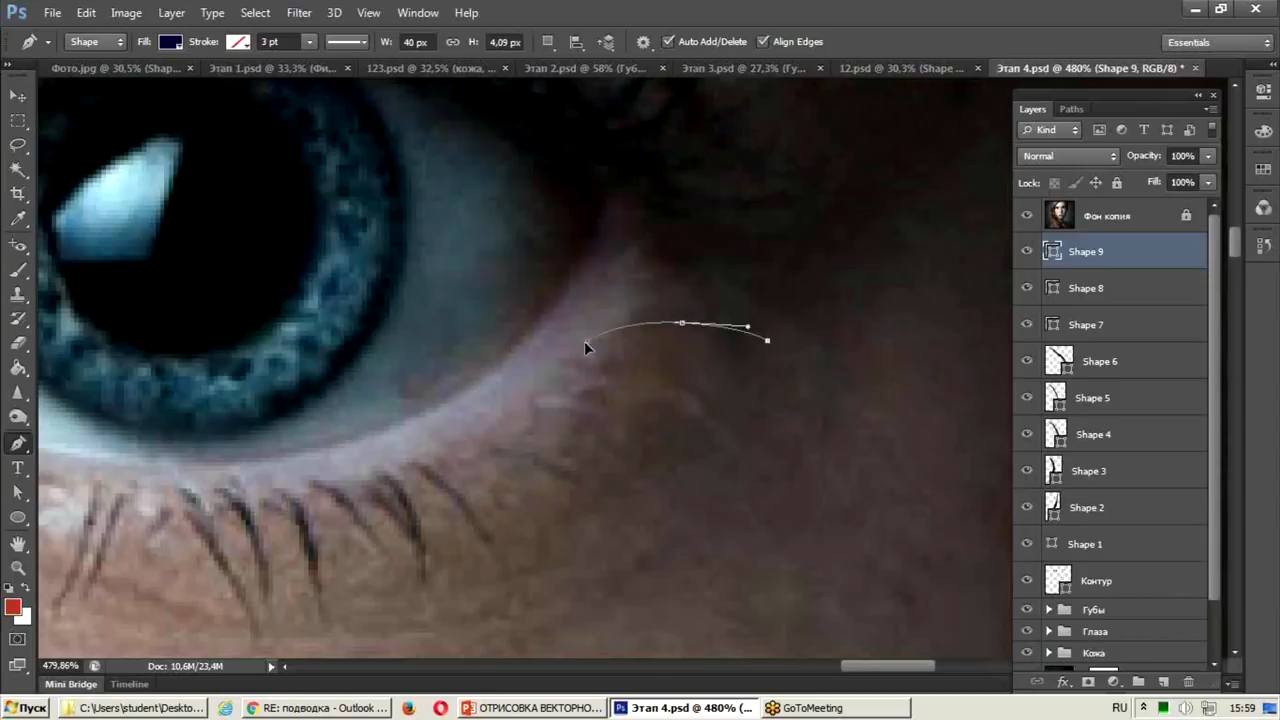 Ps File Edit Image Layer Type Select Filter 3D View Window Help
Shape Fill: Stroke: 3 pt W: 40 px H: 4,09 px Auto Add/Delete Align Edges Essentials
Фото.jpg @ 30,5% (Shap... × Этап 1.psd @ 33,3% (Фи... × 123.psd @ 32,5% (кожа, ... × Этап 2.psd @ 58% (Губ... × Этап 3.psd @ 27,3% (Гу... × 12.psd @ 30,3% (Shape ... × Этап 4.psd @ 480% (Shape 9, RGB/8) * ×
Layers Paths
Kind
Normal Opacity: 100%
Lock: Fill: 100%
Фон копия
Shape 9
Shape 8
Shape 7
Shape 6
Shape 5
Shape 4
Shape 3
Shape 2
Shape 1
Контур
Губы
Глаза
Кожа
479,86% Doc: 10,6M/23,4M
Mini Bridge Timeline
Пуск C:\Users\student\Deskto... RE: подводка - Outlook ... ОТРИСОВКА ВЕКТОРНО... Этап 4.psd @ 480% (... GoToMeeting RU 15:59